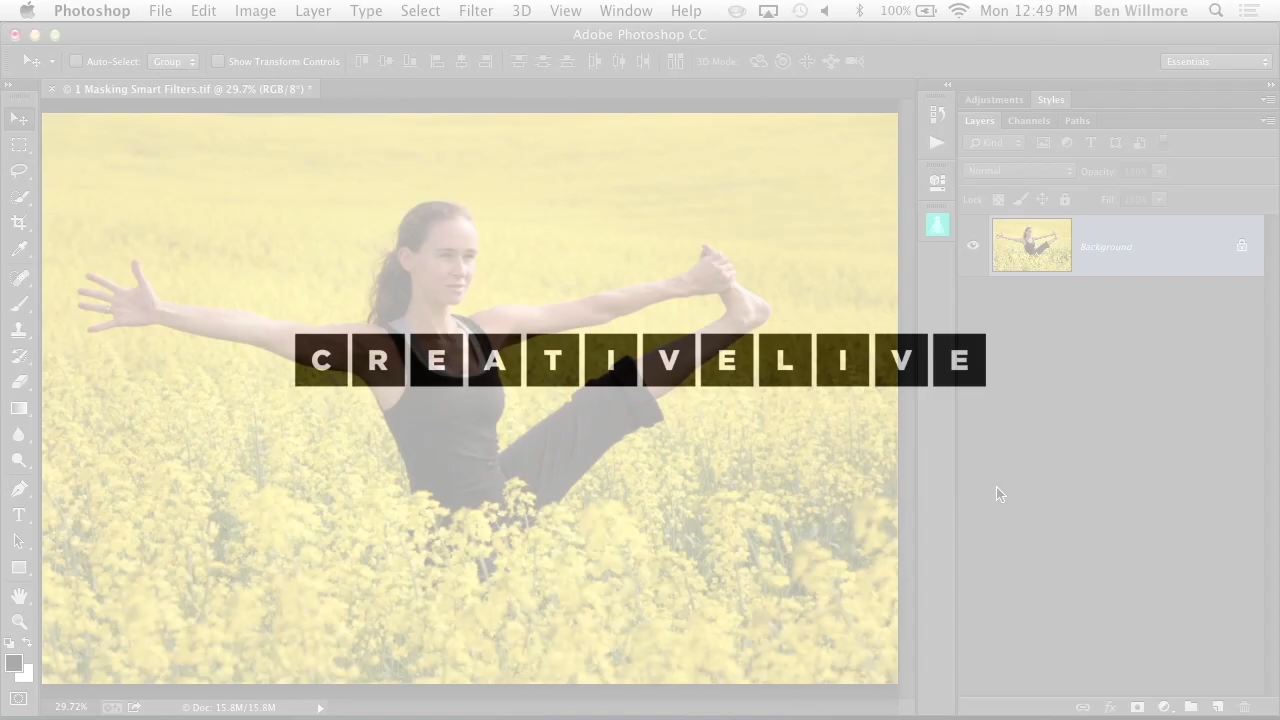 Photoshop File Edit Image Layer Type Select Filter 3D View Window Help 100% Mon 12:49 PM Ben Willmore
Adobe Photoshop CC
Auto-Select: Group Show Transform Controls 3D Mode: Essentials
× © 1 Masking Smart Filters.tif @ 29.7% (RGB/8*) *
Adjustments Styles
Layers Channels Paths
Kind
Normal Opacity: 100%
Lock Fill: 100%
Background
CREATIVELIVE
29.72% © Doc: 15.8M/15.8M